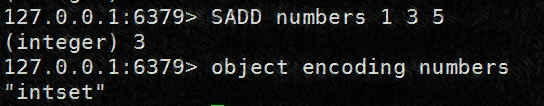 127.0.0.1:6379> SADD numbers 1 3 5
(integer) 3
127.0.0.1:6379> object encoding numbers
"intset"